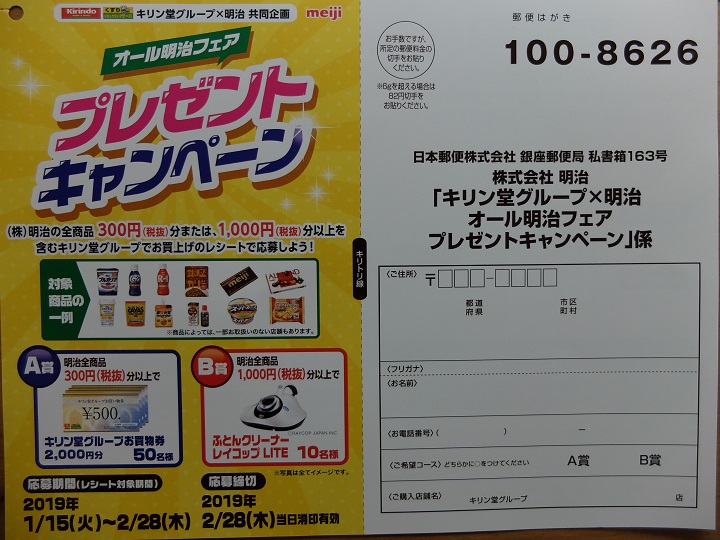 Kirindo
くすり
キリン堂グループ×明治 共同企画
meiji
オール明治フェア
プレゼント
キャンペーン
(株)明治の全商品300円(税抜)分または、1,000円(税抜)分以上を
含むキリン堂グループでお買上げのレシートで応募しよう!
対象
商品の
一例
meiji
※商品によっては、一部お取扱いのない店舗もあります。
A賞
明治全商品
300円(税抜)分以上で
¥500
キリン堂グループお買物券
2,000円分 50名様
B賞
明治全商品
1,000円(税抜)分以上で
©RAYCOP JAPAN INC
ふとんクリーナー
レイコップ LITE 10名様
※写真は全てイメージです。
応募期間(レシート対象期間)
2019年
1/15(火)~2/28(木)
応募締切
2019年
2/28(木)当日消印有効
キリトリ線
郵便はがき
お手数ですが、
所定の郵便料金の
切手をお貼り
ください。
※6gを超える場合は
82円切手を
お貼りください。
100-8626
日本郵便株式会社 銀座郵便局 私書箱163号
株式会社 明治
「キリン堂グループ×明治
オール明治フェア
プレゼントキャンペーン」係
〈ご住所〉
〒 -
都道 市区
府県 町村
〈フリガナ〉
〈お名前〉
〈お電話番号〉( ) ー
〈ご希望コース〉どちらかに○をつけてください A賞 B賞
〈ご購入店舗名〉 キリン堂グループ 店